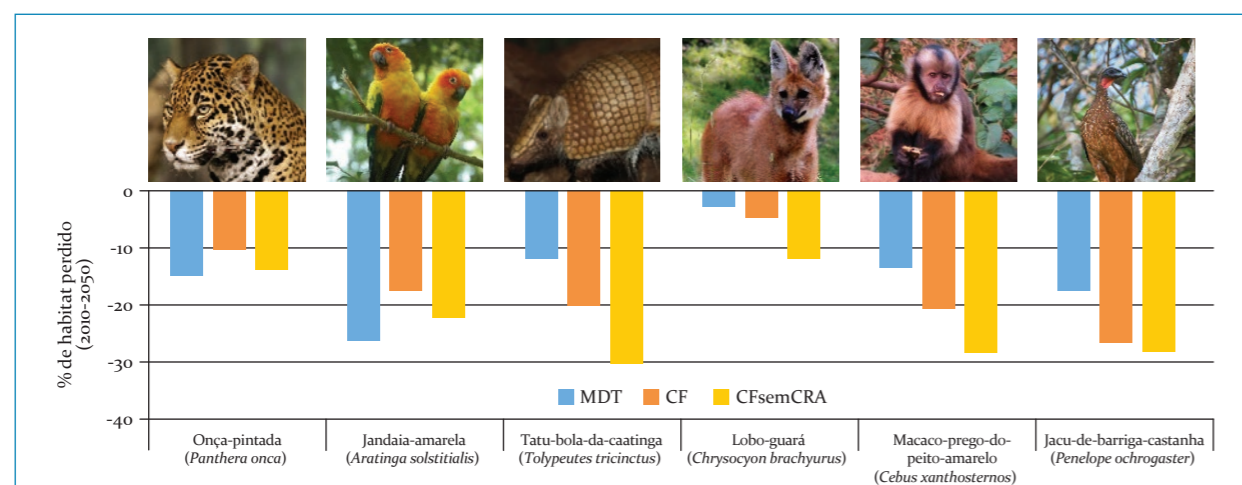 0
-10
-20
-30
-40
% de habitat perdido
(2010-2050)
MDT CF CFsemCRA
Onça-pintada
(Panthera onca)
Jandaia-amarela
(Aratinga solstitialis)
Tatu-bola-da-caatinga
(Tolypeutes tricinctus)
Lobo-guará
(Chrysocyon brachyurus)
Macaco-prego-do-
peito-amarelo
(Cebus xanthosternos)
Jacu-de-barriga-castanha
(Penelope ochrogaster)